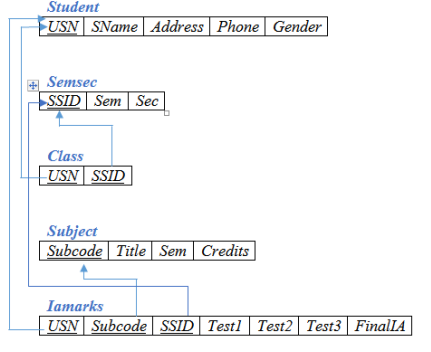 Student
USN SName Address Phone Gender
Semsec
SSID Sem Sec
Class
USN SSID
Subject
Subcode Title Sem Credits
Iamarks
USN Subcode SSID Test1 Test2 Test3 FinalIA